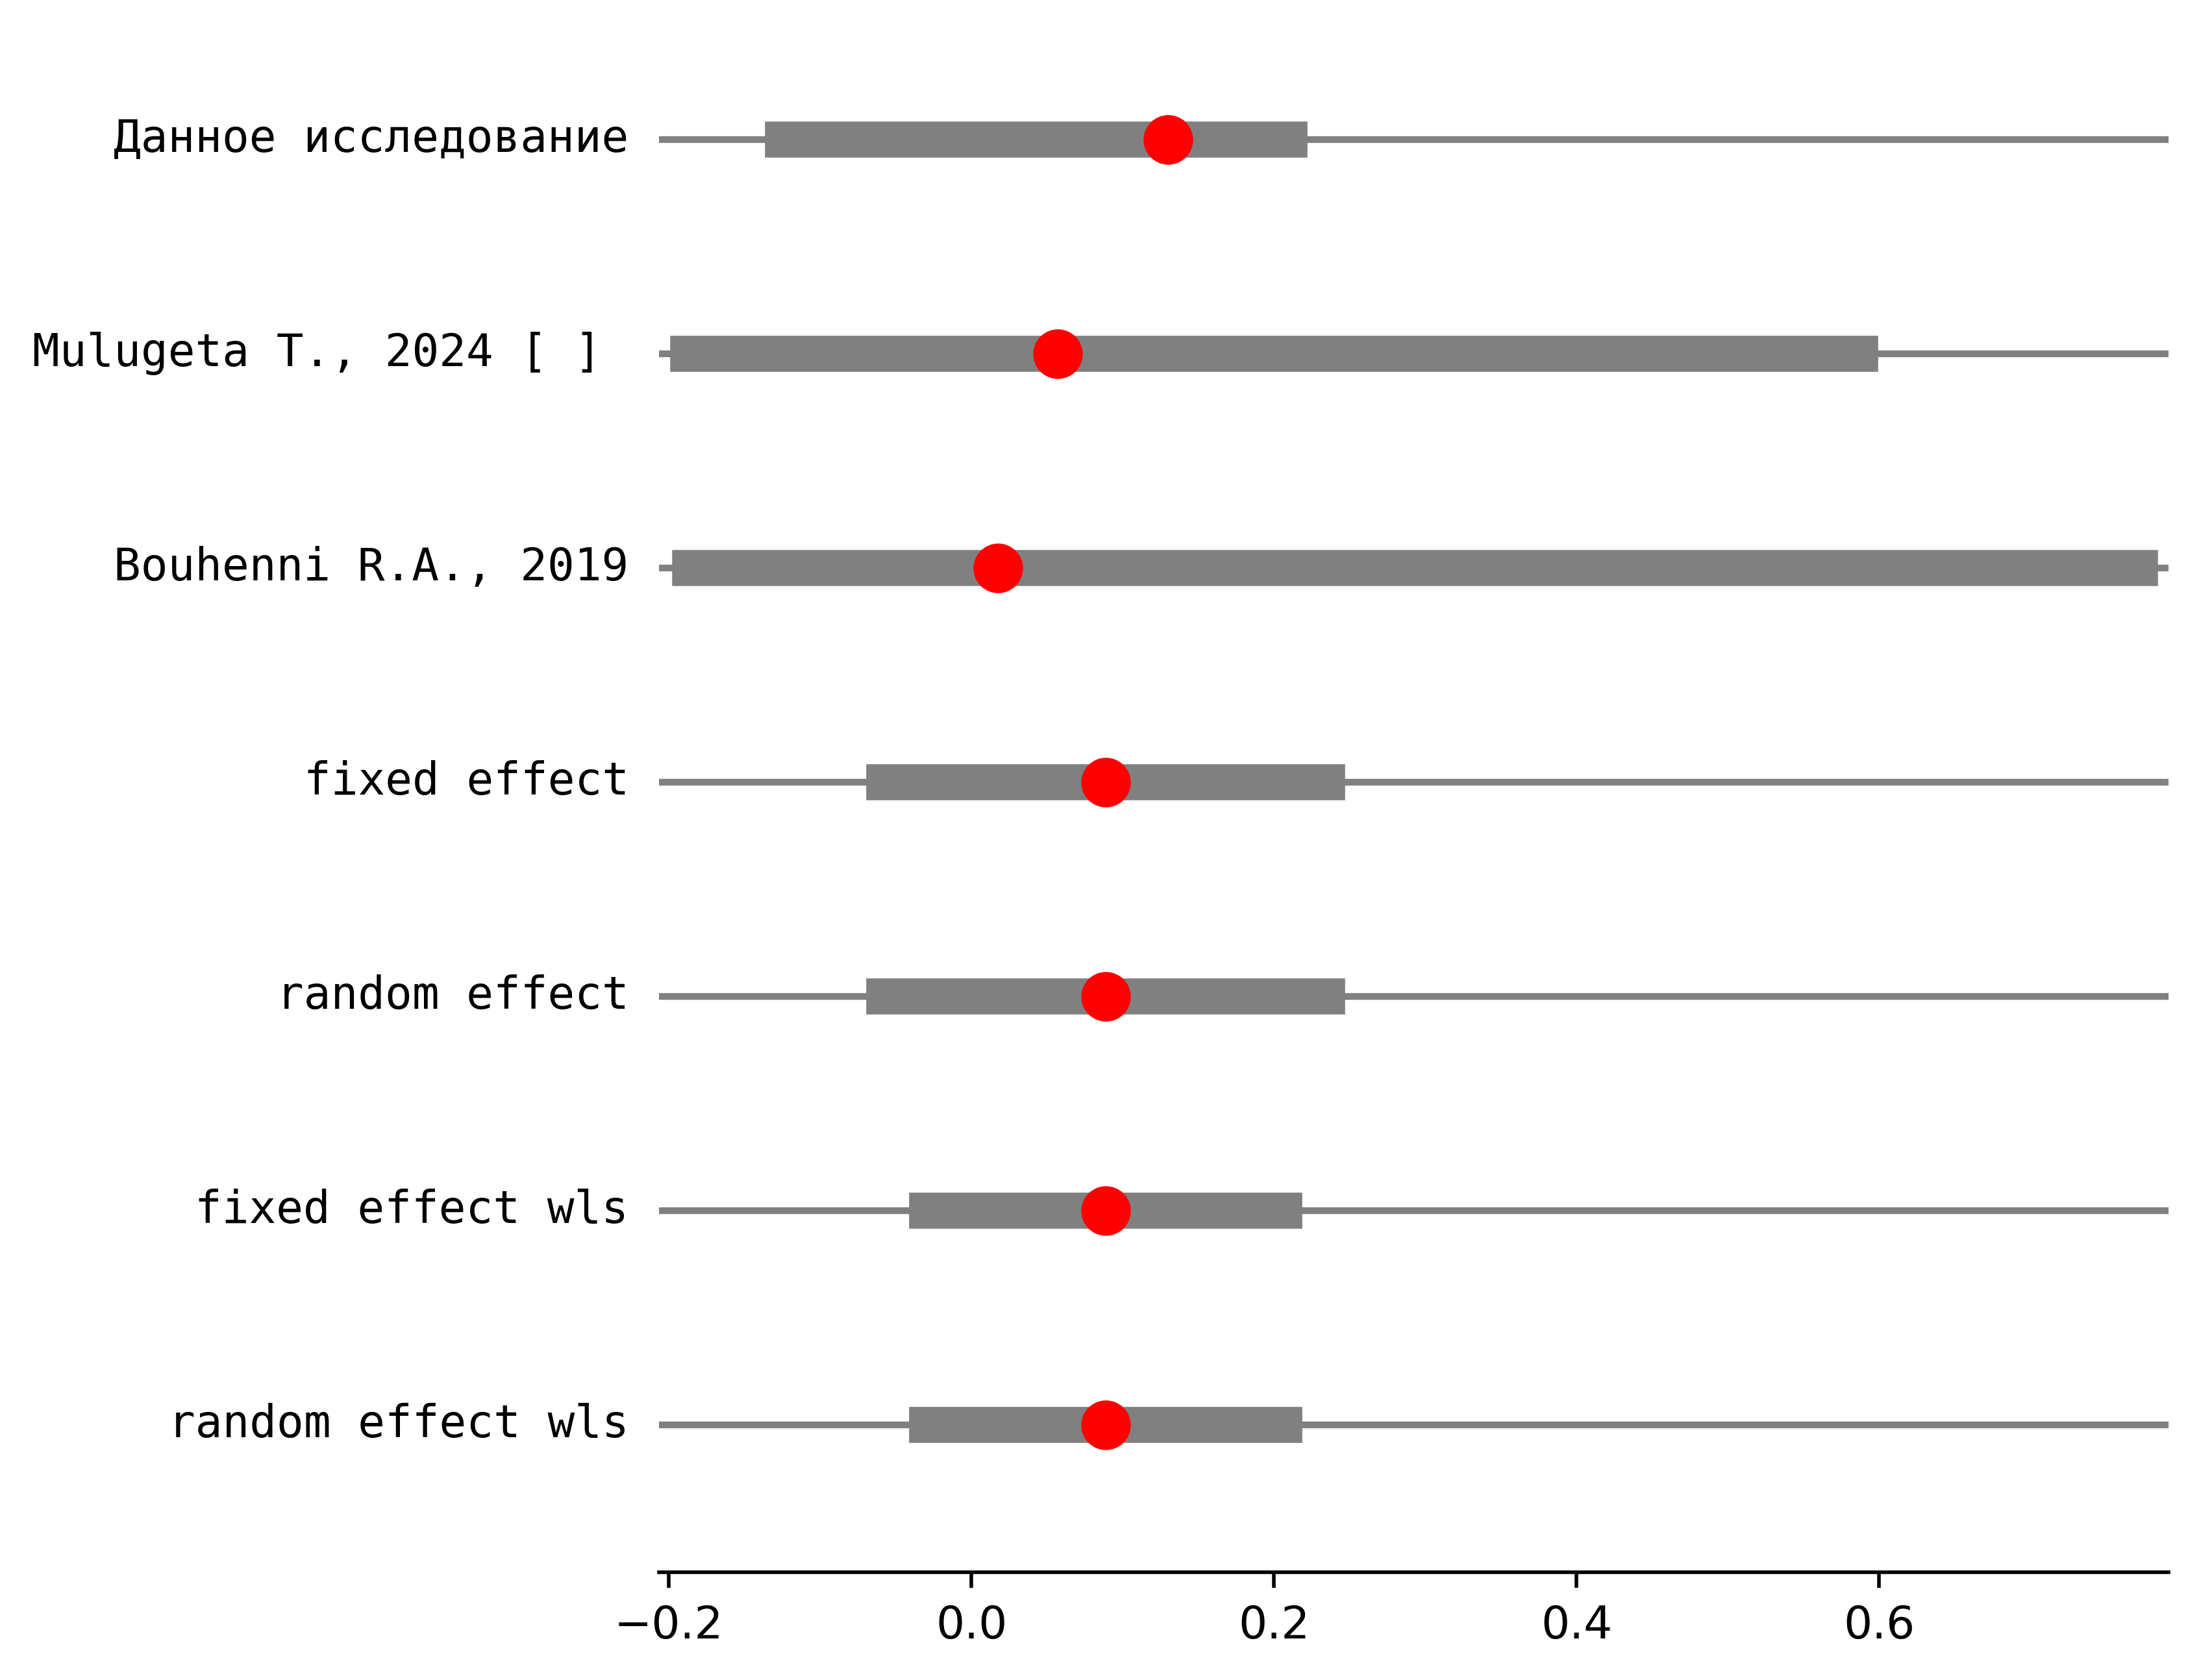 Данное исследование
Mulugeta T., 2024 [ ]
Bouhenni R.A., 2019
fixed effect
random effect
fixed effect wls
random effect wls
−0.2 0.0 0.2 0.4 0.6